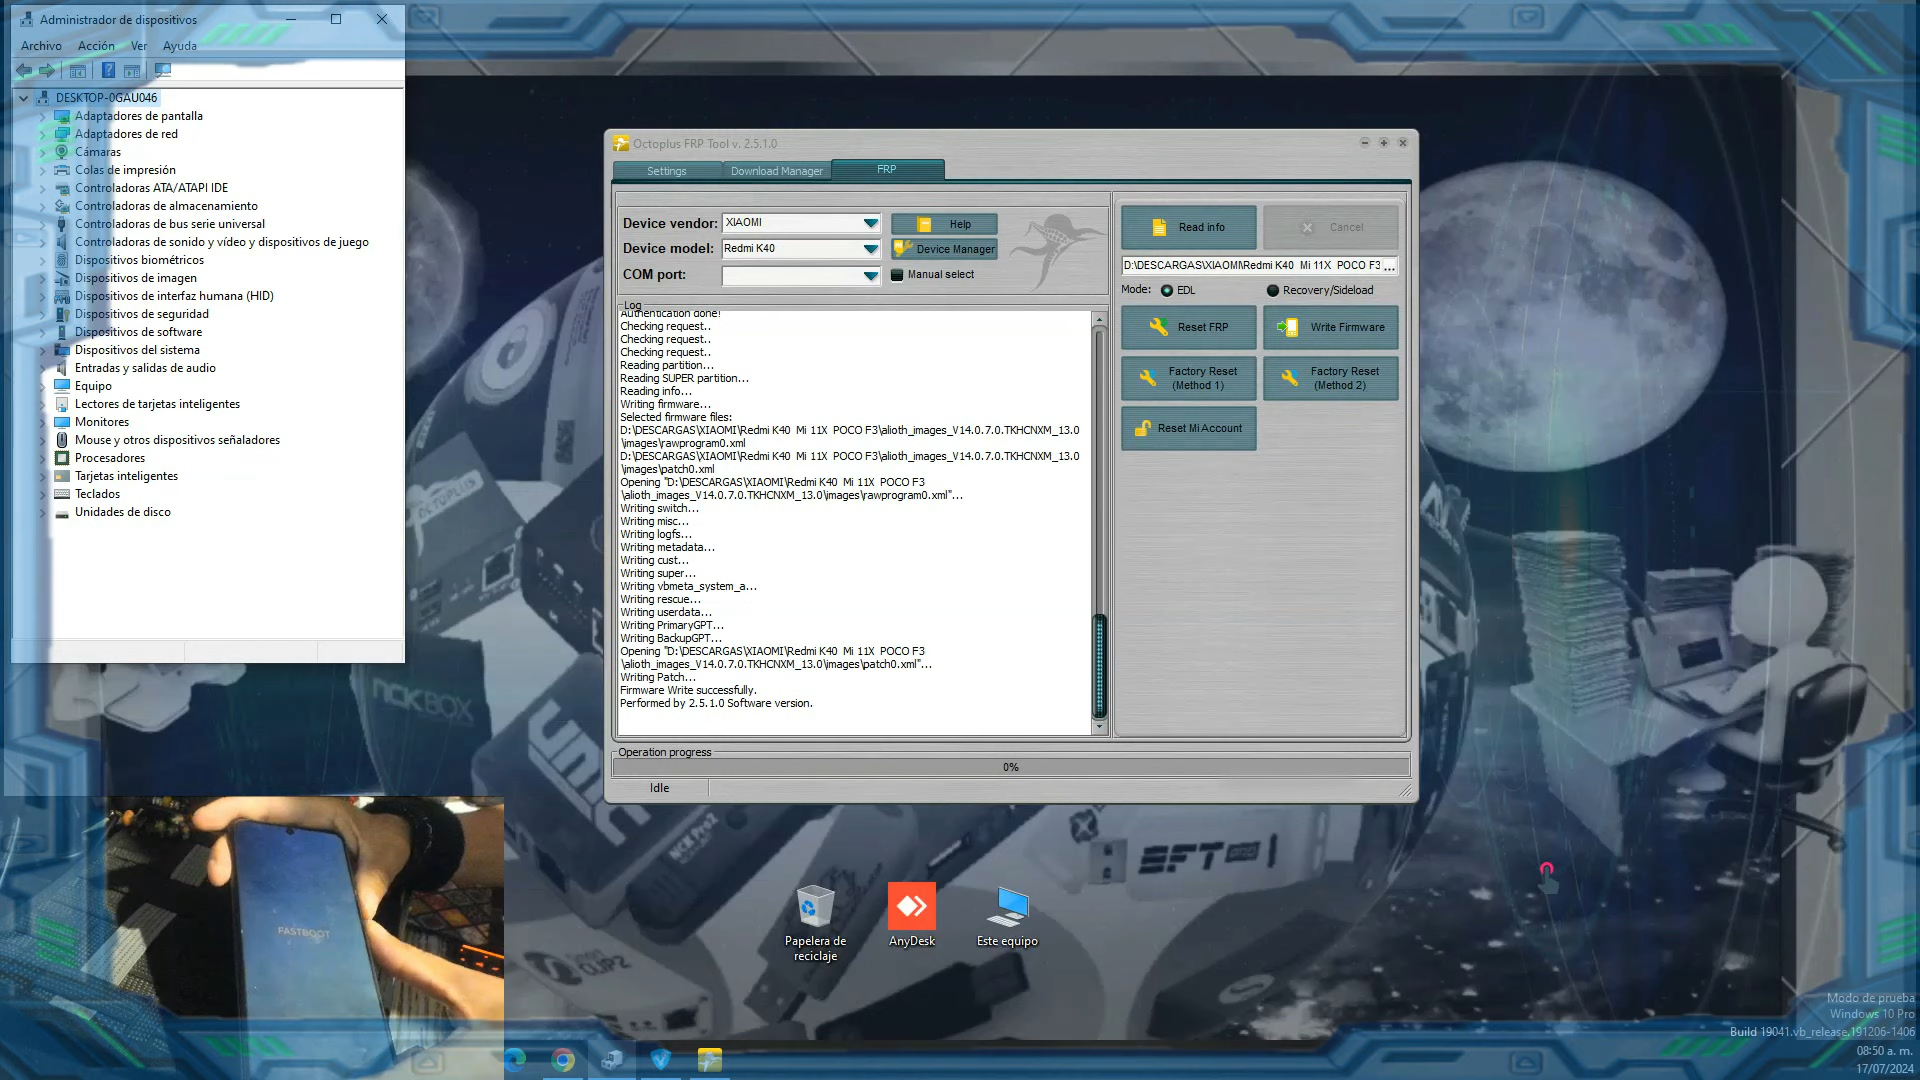 Administrador de dispositivos
Archivo Acción Ver Ayuda
DESKTOP-0GAU046
Adaptadores de pantalla
Adaptadores de red
Cámaras
Colas de impresión
Controladoras ATA/ATAPI IDE
Controladoras de almacenamiento
Controladoras de bus serie universal
Controladoras de sonido y vídeo y dispositivos de juego
Dispositivos biométricos
Dispositivos de imagen
Dispositivos de interfaz humana (HID)
Dispositivos de seguridad
Dispositivos de software
Dispositivos del sistema
Entradas y salidas de audio
Equipo
Lectores de tarjetas inteligentes
Monitores
Mouse y otros dispositivos señaladores
Procesadores
Tarjetas inteligentes
Teclados
Unidades de disco
Octoplus FRP Tool v. 2.5.1.0
Settings Download Manager FRP
Device vendor: XIAOMI Help
Device model: Redmi K40 Device Manager
COM port: Manual select
Log
Authentication done!
Checking request..
Checking request..
Checking request..
Reading partition...
Reading SUPER partition...
Reading info...
Writing firmware...
Selected firmware files:
D:\DESCARGAS\XIAOMI\Redmi K40 Mi 11X POCO F3\alioth_images_V14.0.7.0.TKHCNXM_13.0
\images\rawprogram0.xml
D:\DESCARGAS\XIAOMI\Redmi K40 Mi 11X POCO F3\alioth_images_V14.0.7.0.TKHCNXM_13.0
\images\patch0.xml
Opening "D:\DESCARGAS\XIAOMI\Redmi K40 Mi 11X POCO F3
\alioth_images_V14.0.7.0.TKHCNXM_13.0\images\rawprogram0.xml"...
Writing switch...
Writing misc...
Writing logfs...
Writing metadata...
Writing cust...
Writing super...
Writing vbmeta_system_a...
Writing rescue...
Writing userdata...
Writing PrimaryGPT...
Writing BackupGPT...
Opening "D:\DESCARGAS\XIAOMI\Redmi K40 Mi 11X POCO F3
\alioth_images_V14.0.7.0.TKHCNXM_13.0\images\patch0.xml"...
Writing Patch...
Firmware Write successfully.
Performed by 2.5.1.0 Software version.
Read info Cancel
D:\DESCARGAS\XIAOMI\Redmi K40 Mi 11X POCO F3 ...
Mode: EDL Recovery/Sideload
Reset FRP Write Firmware
Factory Reset
(Method 1)
Factory Reset
(Method 2)
Reset Mi Account
Operation progress
0%
Idle
OCTOPLUS
NCKBOX
NCK Pro2
EFT
FASTBOOT
Papelera de
reciclaje
AnyDesk
Este equipo
Modo de prueba
Windows 10 Pro
Build 19041.vb_release.191206-1406
08:50 a. m.
17/07/2024